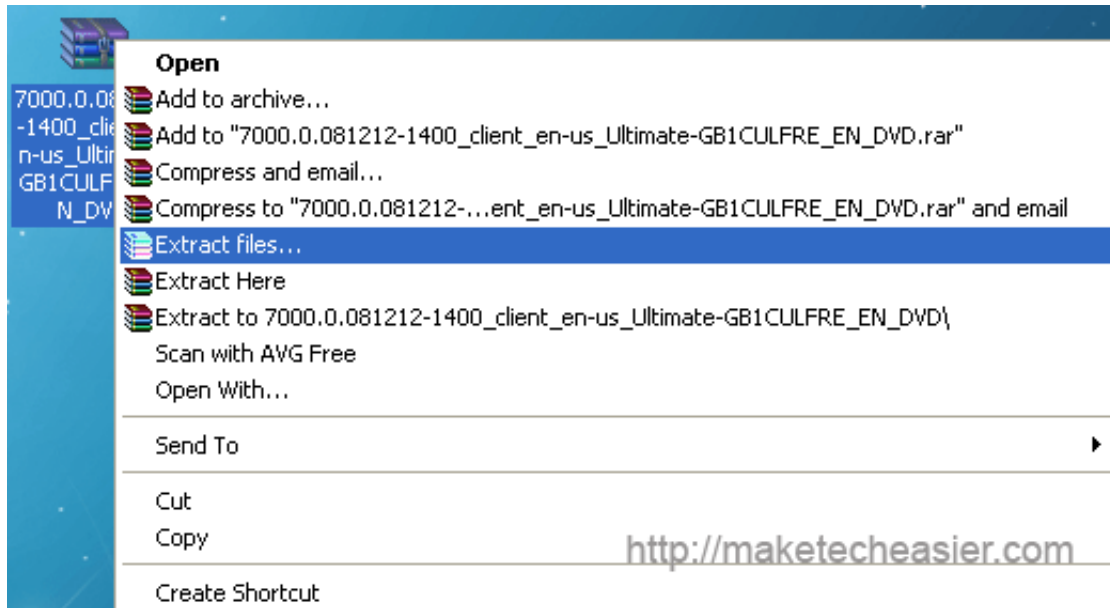 7000.0.08
-1400_clie
n-us_Ultin
GB1CULF
N_DV
Open
Add to archive...
Add to "7000.0.081212-1400_client_en-us_Ultimate-GB1CULFRE_EN_DVD.rar"
Compress and email...
Compress to "7000.0.081212-...ent_en-us_Ultimate-GB1CULFRE_EN_DVD.rar" and email
Extract files...
Extract Here
Extract to 7000.0.081212-1400_client_en-us_Ultimate-GB1CULFRE_EN_DVD\
Scan with AVG Free
Open With...
Send To
Cut
Copy
http://maketecheasier.com
Create Shortcut